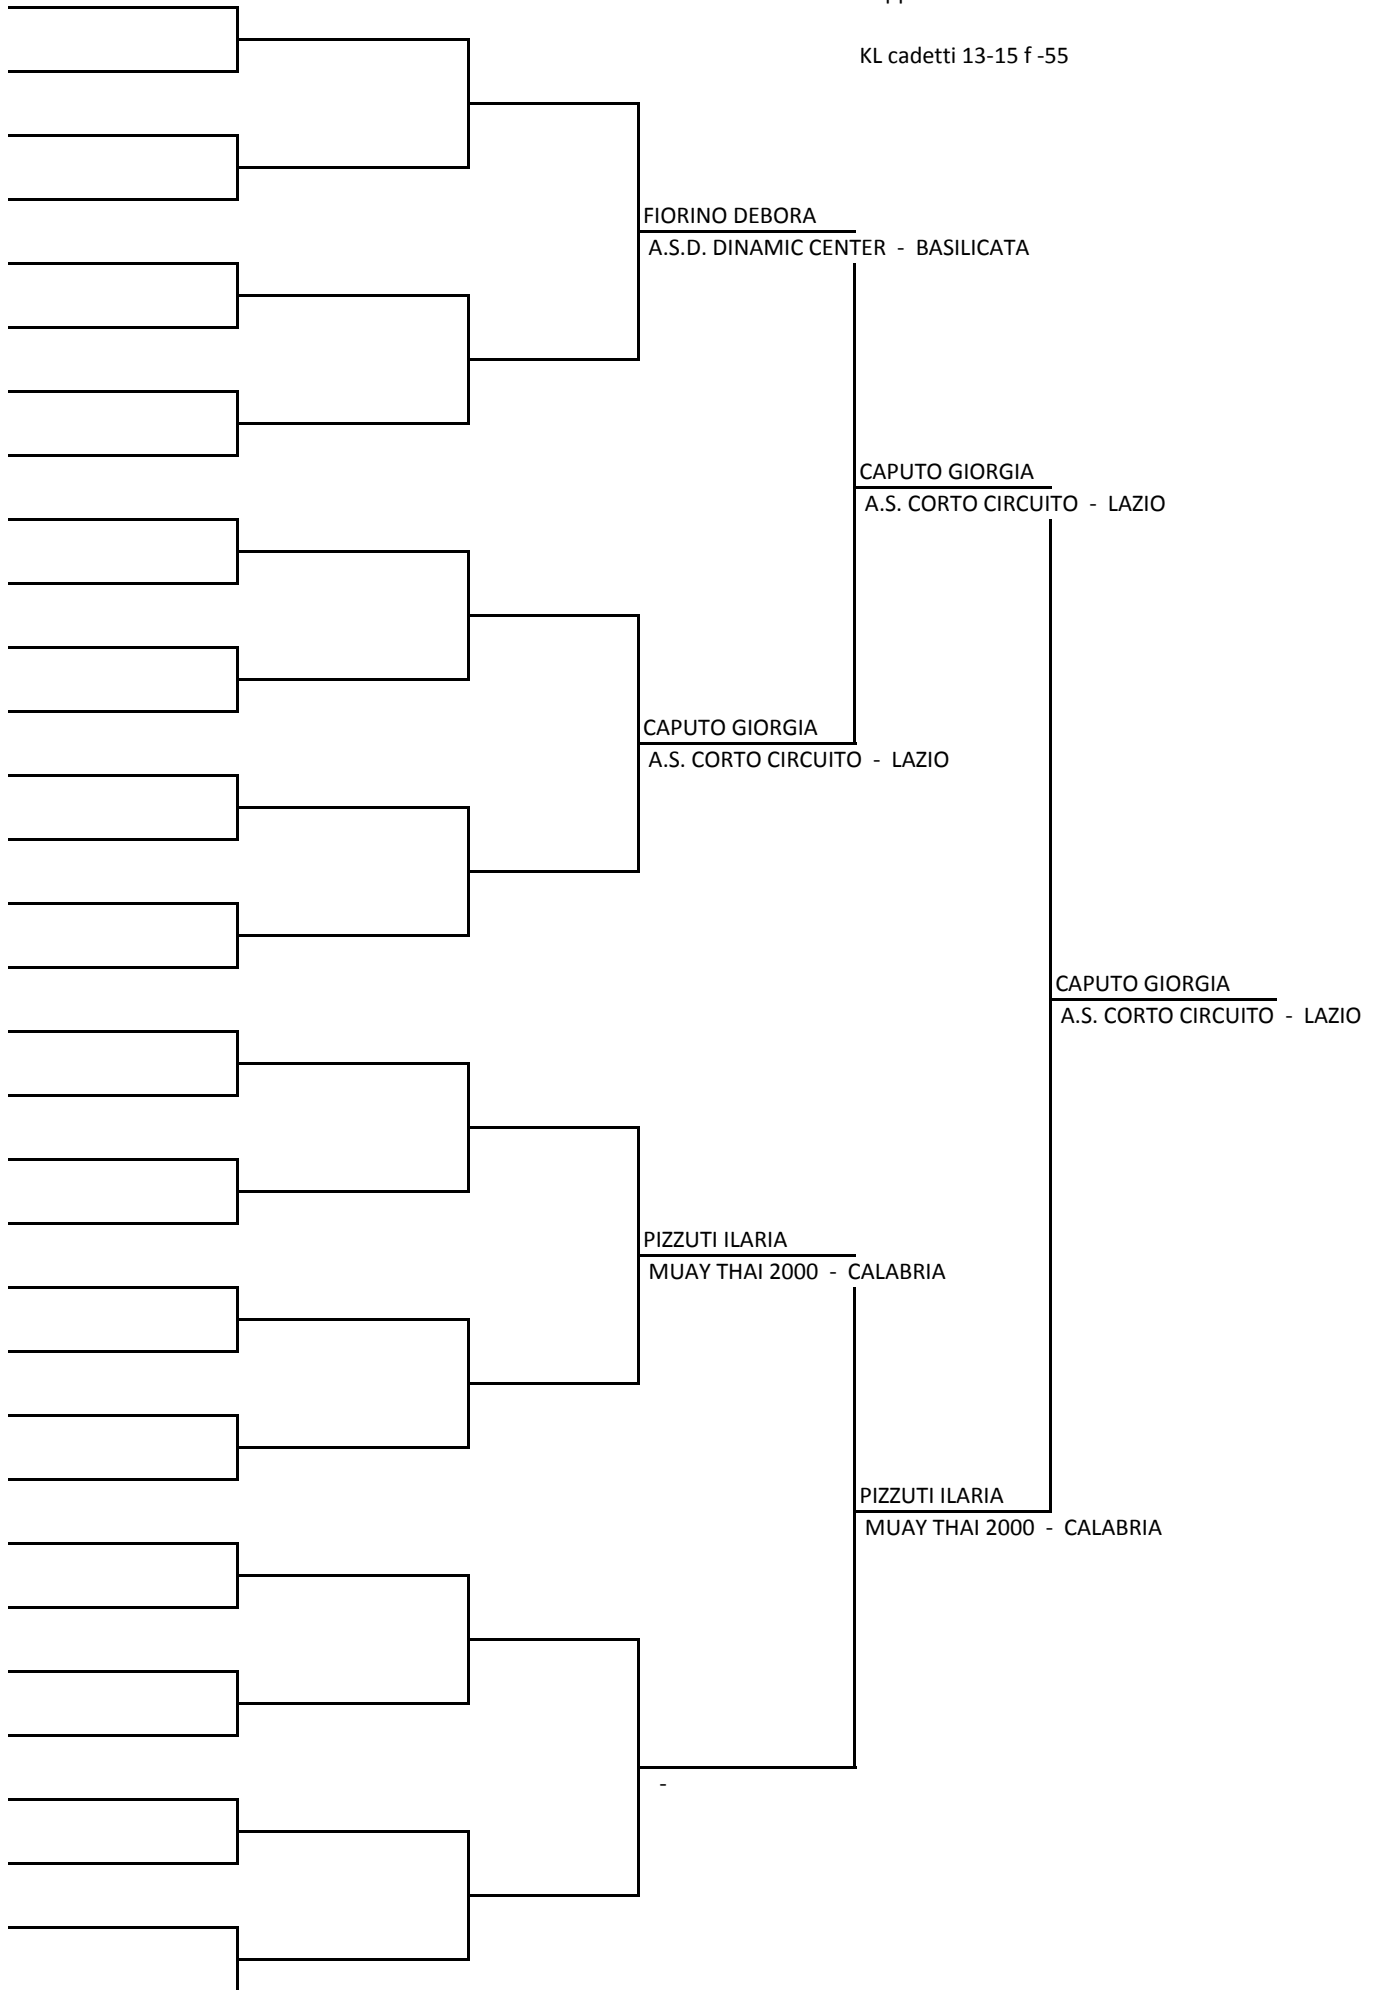 KL cadetti 13-15 f -55
FIORINO DEBORA
A.S.D. DINAMIC CENTER - BASILICATA
CAPUTO GIORGIA
A.S. CORTO CIRCUITO - LAZIO
CAPUTO GIORGIA
A.S. CORTO CIRCUITO - LAZIO
CAPUTO GIORGIA
A.S. CORTO CIRCUITO - LAZIO
PIZZUTI ILARIA
MUAY THAI 2000 - CALABRIA
PIZZUTI ILARIA
MUAY THAI 2000 - CALABRIA
-